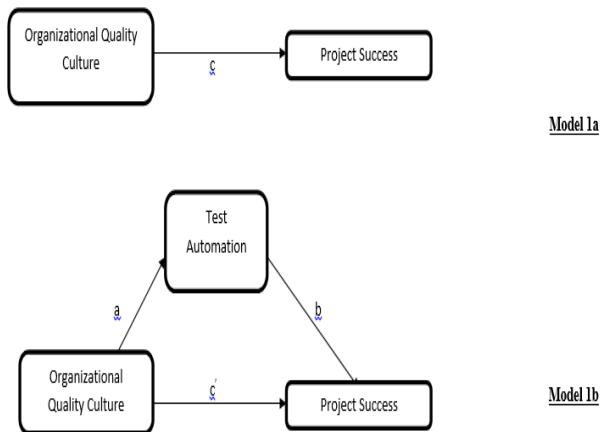 Organizational Quality
Culture
c
Project Success
Model 1a
Test
Automation
a
b
Organizational
Quality Culture
c'
Project Success
Model 1b